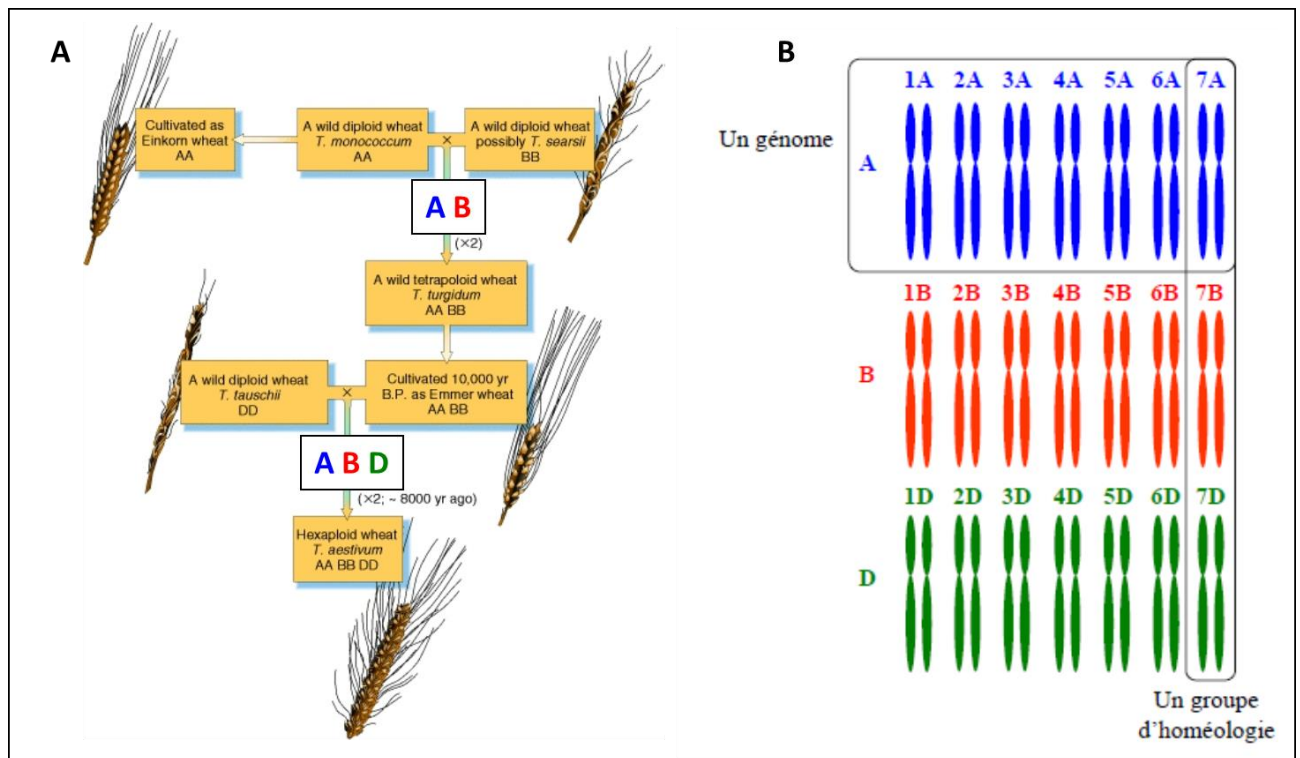 A
Cultivated as
Einkorn wheat
AA
A wild diploid wheat
T. monococcum
AA
×
A wild diploid wheat
possibly T. searsii
BB
A B
(×2)
A wild tetrapoloid wheat
T. turgidum
AA BB
A wild diploid wheat
T. tauschii
DD
×
Cultivated 10,000 yr
B.P. as Emmer wheat
AA BB
A B D
(×2; ~ 8000 yr ago)
Hexaploid wheat
T. aestivum
AA BB DD
B
Un génome
1A 2A 3A 4A 5A 6A 7A
A
1B 2B 3B 4B 5B 6B 7B
B
1D 2D 3D 4D 5D 6D 7D
D
Un groupe
d'homéologie